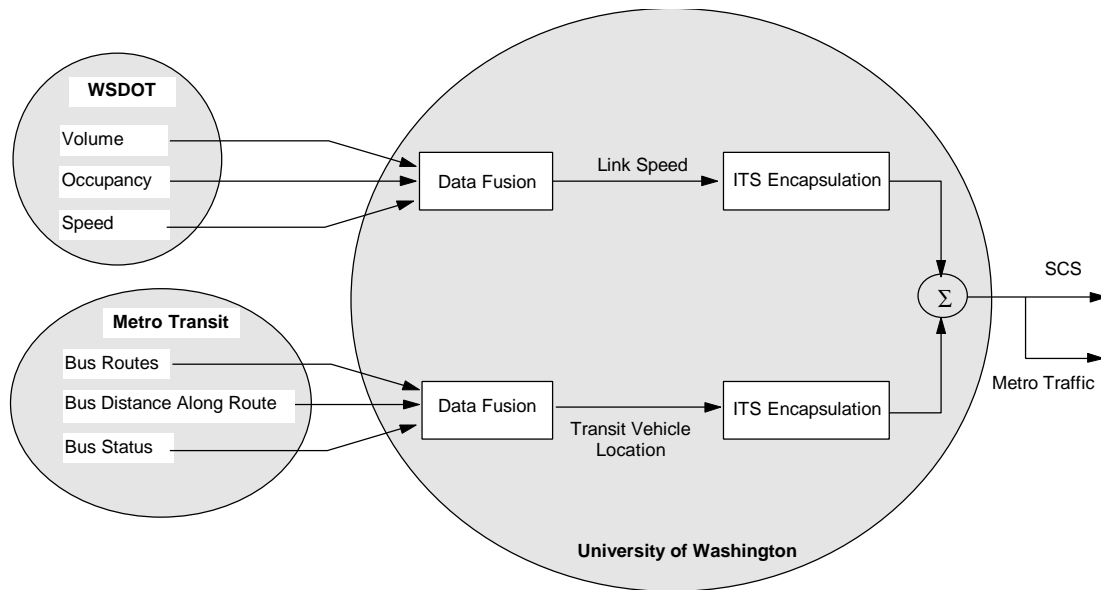 WSDOT
Volume
Occupancy
Speed
Data Fusion
Link Speed
ITS Encapsulation
Σ
SCS
Metro Traffic
Metro Transit
Bus Routes
Bus Distance Along Route
Bus Status
Data Fusion
Transit Vehicle
Location
ITS Encapsulation
University of Washington